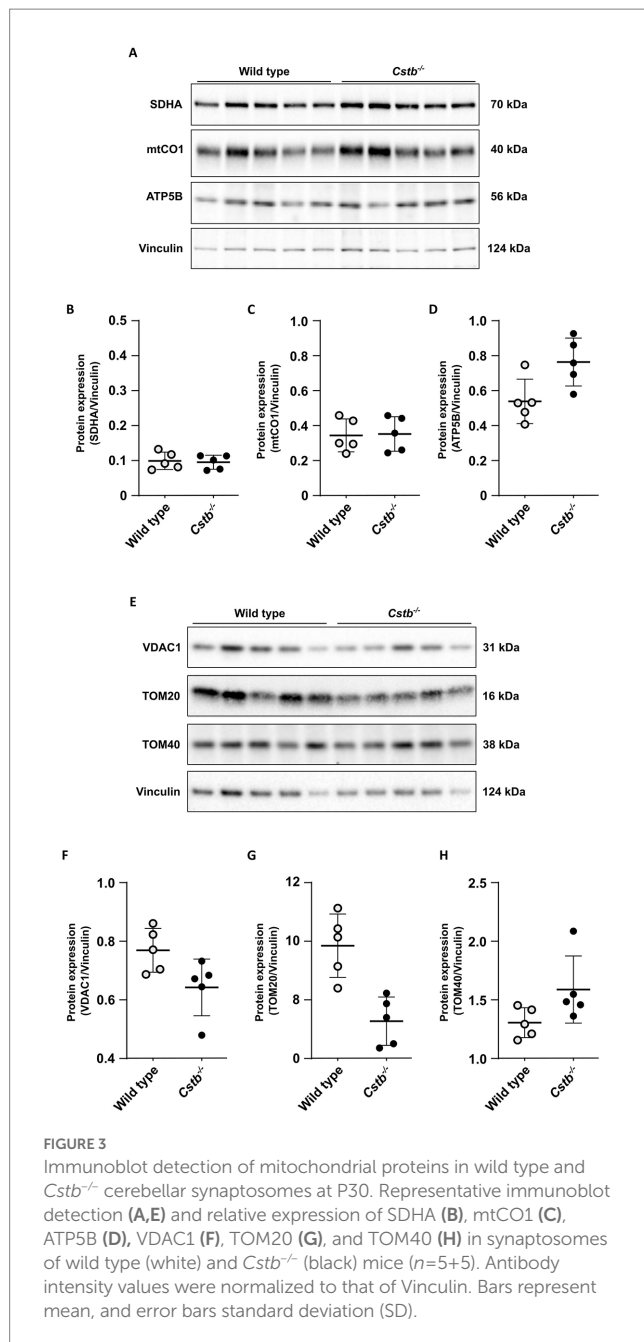 A
Wild type Cstb-/-
SDHA 70 kDa
mtCO1 40 kDa
ATP5B 56 kDa
Vinculin 124 kDa
B C D
Protein expression
(SDHA/Vinculin)
0.5
0.4
0.3
0.2
0.1
0
Wild type
Cstb-/-
Protein expression
(mtCO1/Vinculin)
1.0
0.8
0.6
0.4
0.2
0
Wild type
Cstb-/-
Protein expression
(ATP5B/Vinculin)
1.0
0.8
0.6
0.4
0.2
0
Wild type
Cstb-/-
E
Wild type Cstb-/-
VDAC1 31 kDa
TOM20 16 kDa
TOM40 38 kDa
Vinculin 124 kDa
F G H
Protein expression
(VDAC1/Vinculin)
1.0
0.8
0.6
0.4
Wild type
Cstb-/-
Protein expression
(TOM20/Vinculin)
12
10
8
0
Wild type
Cstb-/-
Protein expression
(TOM40/Vinculin)
2.5
2.0
1.5
1.0
Wild type
Cstb-/-
FIGURE 3
Immunoblot detection of mitochondrial proteins in wild type and
Cstb−/− cerebellar synaptosomes at P30. Representative immunoblot
detection (A,E) and relative expression of SDHA (B), mtCO1 (C),
ATP5B (D), VDAC1 (F), TOM20 (G), and TOM40 (H) in synaptosomes
of wild type (white) and Cstb−/− (black) mice (n=5+5). Antibody
intensity values were normalized to that of Vinculin. Bars represent
mean, and error bars standard deviation (SD).